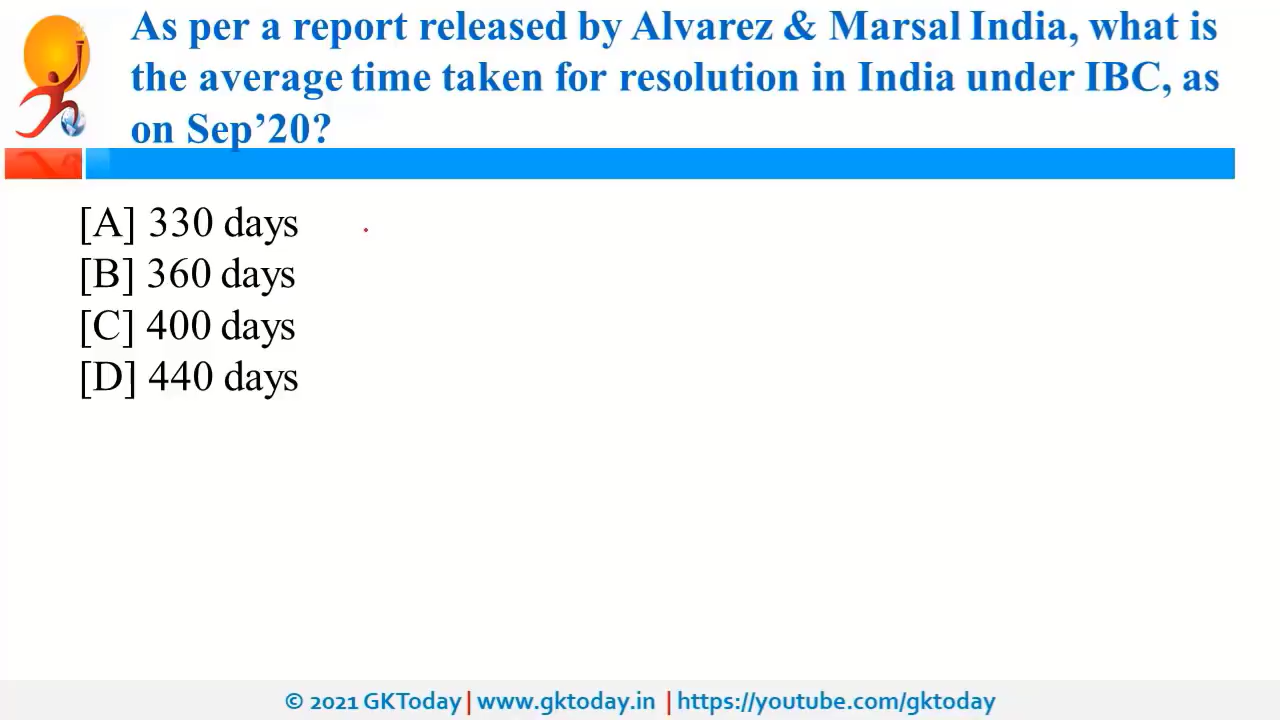 As per a report released by Alvarez & Marsal India, what is
the average time taken for resolution in India under IBC, as
on Sep’20?
[A] 330 days
[B] 360 days
[C] 400 days
[D] 440 days
© 2021 GKToday | www.gktoday.in | https://youtube.com/gktoday